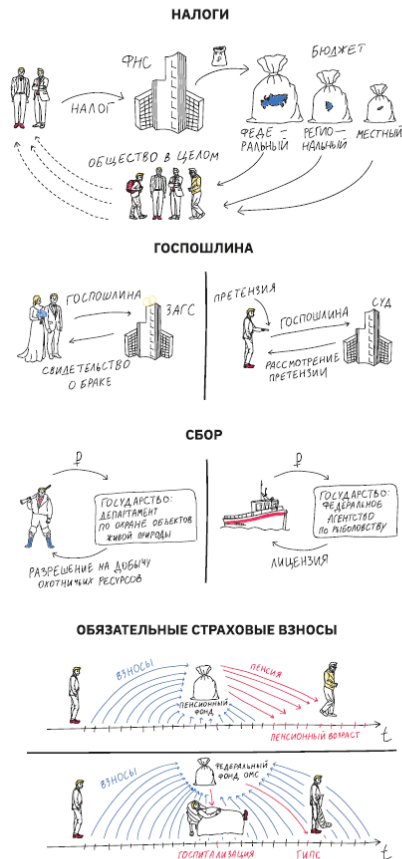 НАЛОГИ
ФНС
₽
БЮДЖЕТ
НАЛОГ
ФЕДЕ-
РАЛЬНЫЙ
РЕГИО-
НАЛЬНЫЙ
МЕСТНЫЙ
ОБЩЕСТВО В ЦЕЛОМ
ГОСПОШЛИНА
ГОСПОШЛИНА
ЗАГС
СВИДЕТЕЛЬСТВО
О БРАКЕ
ПРЕТЕНЗИЯ
ГОСПОШЛИНА
СУД
РАССМОТРЕНИЕ
ПРЕТЕНЗИИ
СБОР
₽
ГОСУДАРСТВО:
ДЕПАРТАМЕНТ
ПО ОХРАНЕ ОБЪЕКТОВ
ЖИВОЙ ПРИРОДЫ
РАЗРЕШЕНИЕ НА ДОБЫЧУ
ОХОТНИЧЬИХ РЕСУРСОВ
₽
ГОСУДАРСТВО:
ФЕДЕРАЛЬНОЕ
АГЕНТСТВО
ПО РЫБОЛОВСТВУ
ЛИЦЕНЗИЯ
ОБЯЗАТЕЛЬНЫЕ СТРАХОВЫЕ ВЗНОСЫ
ВЗНОСЫ
ПЕНСИЯ
ПЕНСИОННЫЙ
ФОНД
ПЕНСИОННЫЙ ВОЗРАСТ
t
ВЗНОСЫ
ФЕДЕРАЛЬНЫЙ
ФОНД ОМС
ГОСПИТАЛИЗАЦИЯ
ГИПС
t